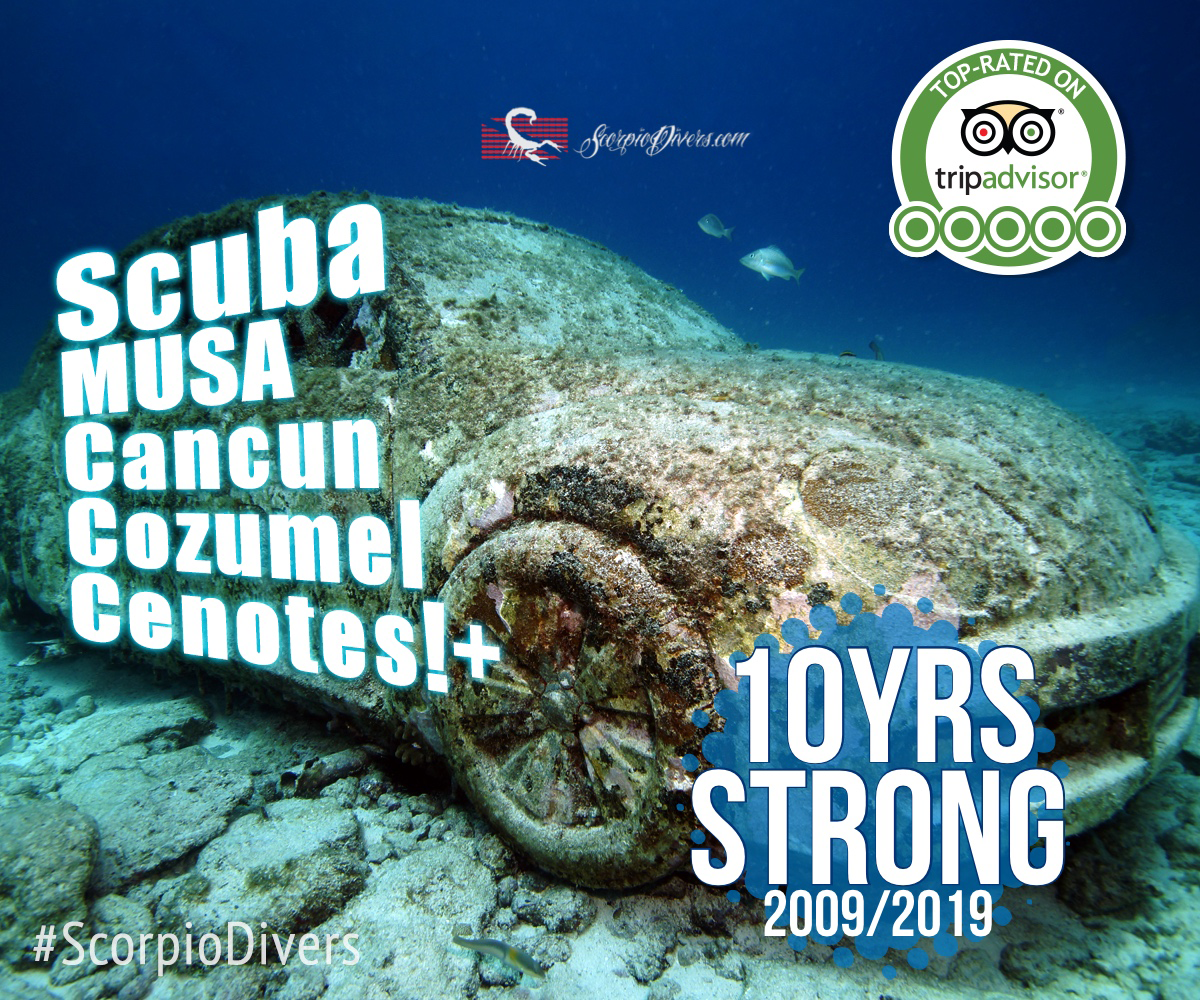 TOP-RATED ON
tripadvisor®
ScorpioDivers.com
Scuba
MUSA
Cancun
Cozumel
Cenotes!+
10YRS
STRONG
2009/2019
#ScorpioDivers